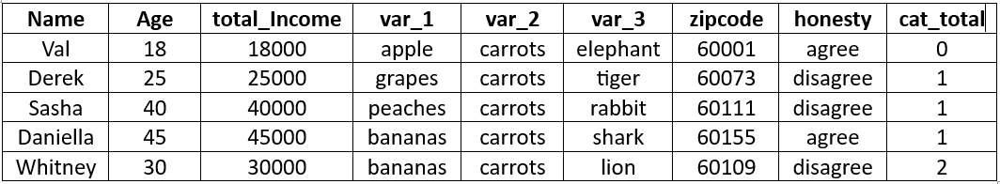 Name Age total_Income var_1 var_2 var_3 zipcode honesty cat_total
Val 18 18000 apple carrots elephant 60001 agree 0
Derek 25 25000 grapes carrots tiger 60073 disagree 1
Sasha 40 40000 peaches carrots rabbit 60111 disagree 1
Daniella 45 45000 bananas carrots shark 60155 agree 1
Whitney 30 30000 bananas carrots lion 60109 disagree 2